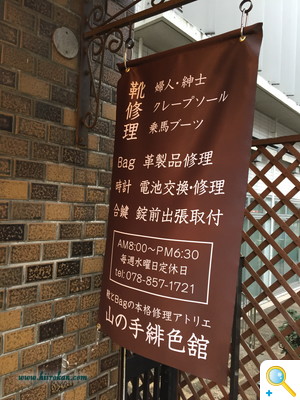 靴修理
婦人・紳士
クレープソール
乗馬ブーツ
Bag 革製品修理
時計 電池交換・修理
合鍵 錠前出張取付
AM8:00〜PM6:30
毎週水曜日定休日
tel: 078-857-1721
靴とBagの本格修理アトリエ
山の手緋色舘